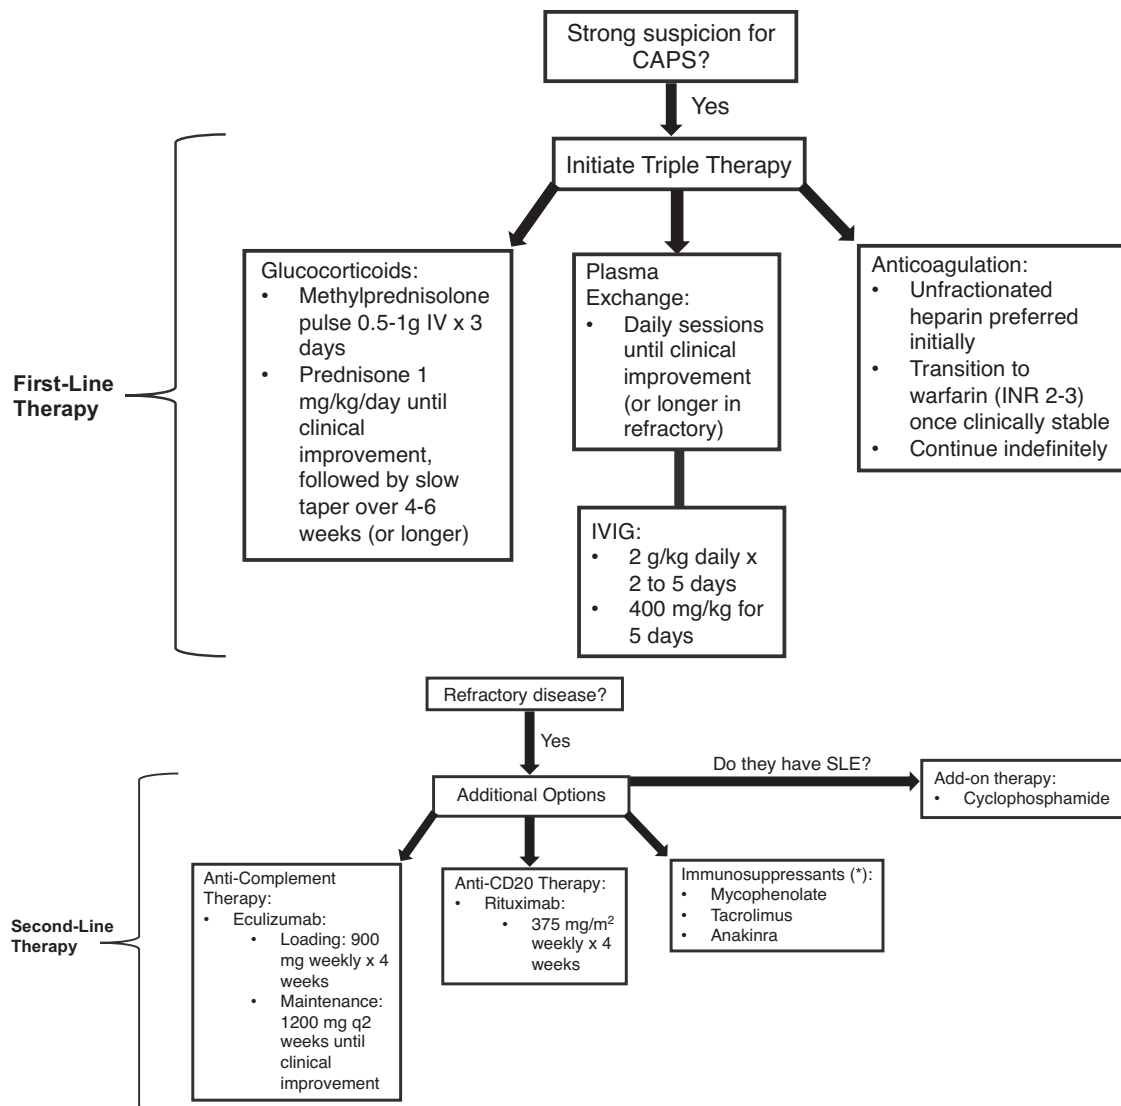 Strong suspicion for
CAPS?
Yes
Initiate Triple Therapy
First-Line
Therapy
Glucocorticoids:
• Methylprednisolone
pulse 0.5-1g IV x 3
days
• Prednisone 1
mg/kg/day until
clinical
improvement,
followed by slow
taper over 4-6
weeks (or longer)
Plasma
Exchange:
• Daily sessions
until clinical
improvement
(or longer in
refractory)
Anticoagulation:
• Unfractionated
heparin preferred
initially
• Transition to
warfarin (INR 2-3)
once clinically stable
• Continue indefinitely
IVIG:
• 2 g/kg daily x
2 to 5 days
• 400 mg/kg for
5 days
Refractory disease?
Yes
Additional Options
Do they have SLE?
Add-on therapy:
• Cyclophosphamide
Second-Line
Therapy
Anti-Complement
Therapy:
• Eculizumab:
• Loading: 900
mg weekly x 4
weeks
• Maintenance:
1200 mg q2
weeks until
clinical
improvement
Anti-CD20 Therapy:
• Rituximab:
• 375 mg/m²
weekly x 4
weeks
Immunosuppressants (*):
• Mycophenolate
• Tacrolimus
• Anakinra